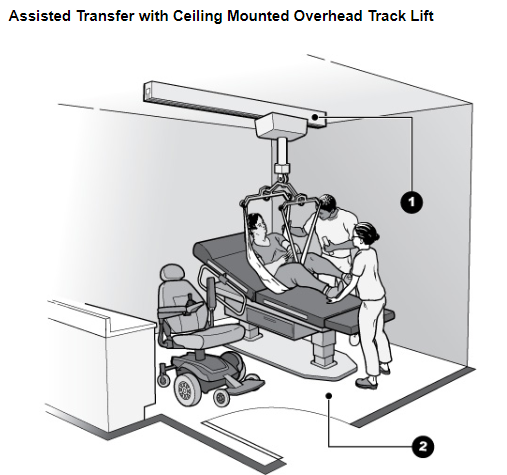 Assisted Transfer with Ceiling Mounted Overhead Track Lift
1
2